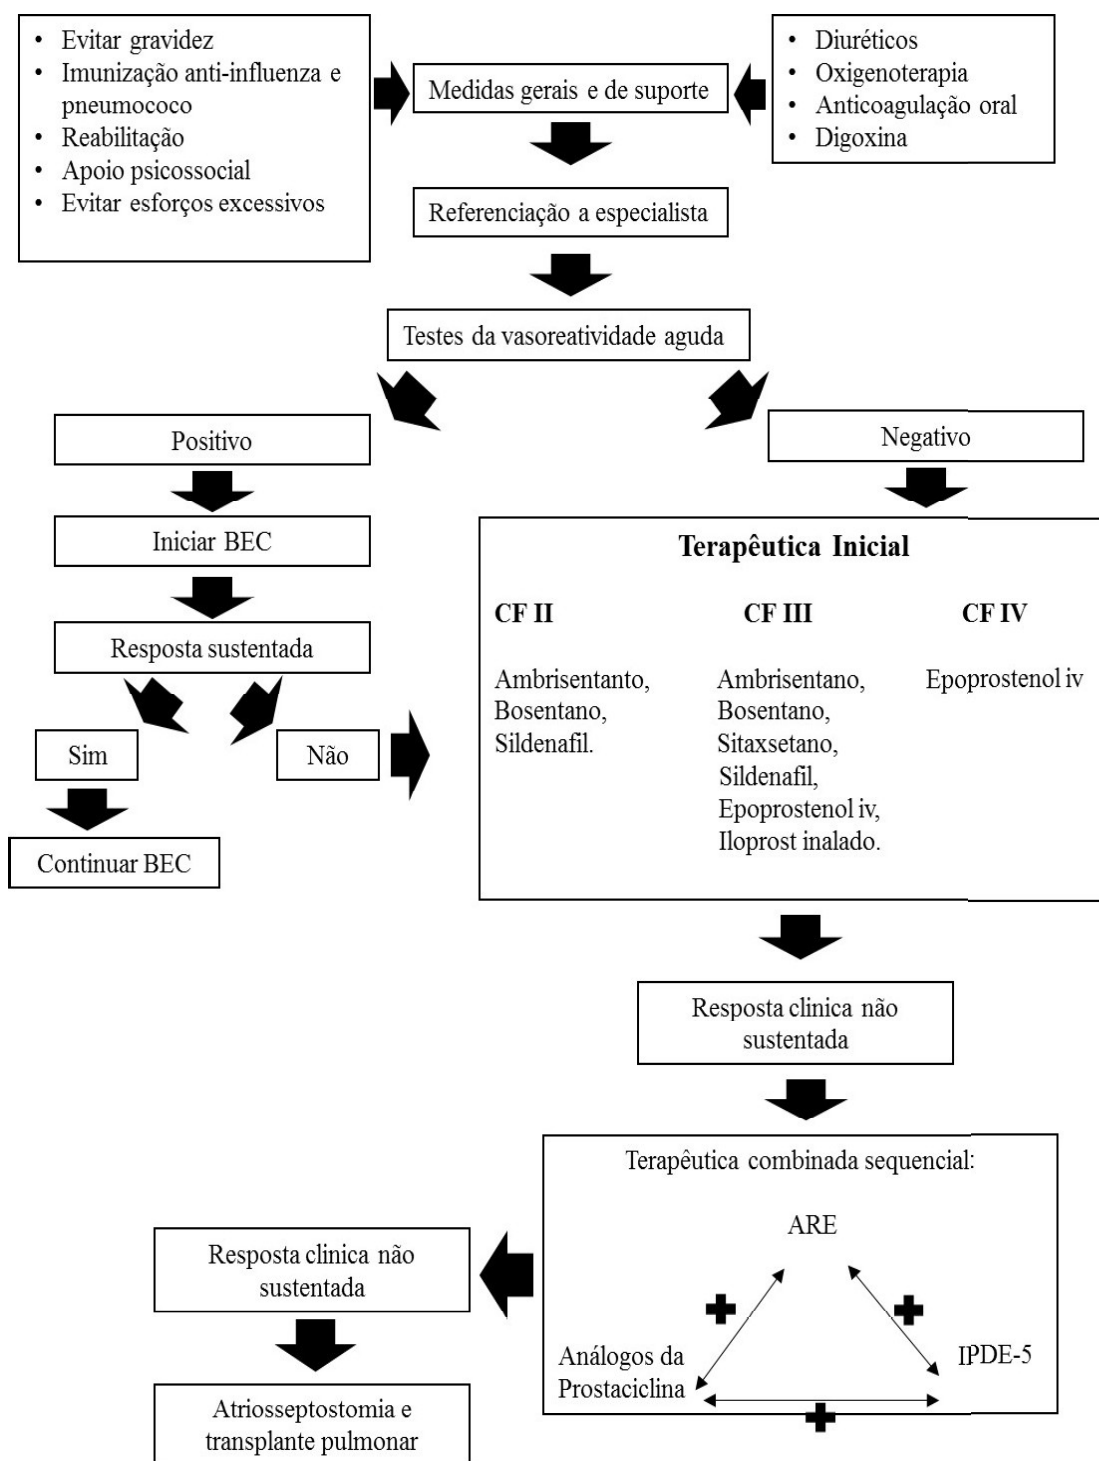 • Evitar gravidez
• Imunização anti-influenza e
pneumococo
• Reabilitação
• Apoio psicossocial
• Evitar esforços excessivos
Medidas gerais e de suporte
• Diuréticos
• Oxigenoterapia
• Anticoagulação oral
• Digoxina
Referenciação a especialista
Testes da vasoreatividade aguda
Positivo
Negativo
Iniciar BEC
Resposta sustentada
Sim
Não
Continuar BEC
Terapêutica Inicial
CF II
Ambrisentanto,
Bosentano,
Sildenafil.
CF III
Ambrisentano,
Bosentano,
Sitaxsetano,
Sildenafil,
Epoprostenol iv,
Iloprost inalado.
CF IV
Epoprostenol iv
Resposta clinica não
sustentada
Terapêutica combinada sequencial:
ARE
Análogos da
Prostaciclina
IPDE-5
Resposta clinica não
sustentada
Atriosseptostomia e
transplante pulmonar